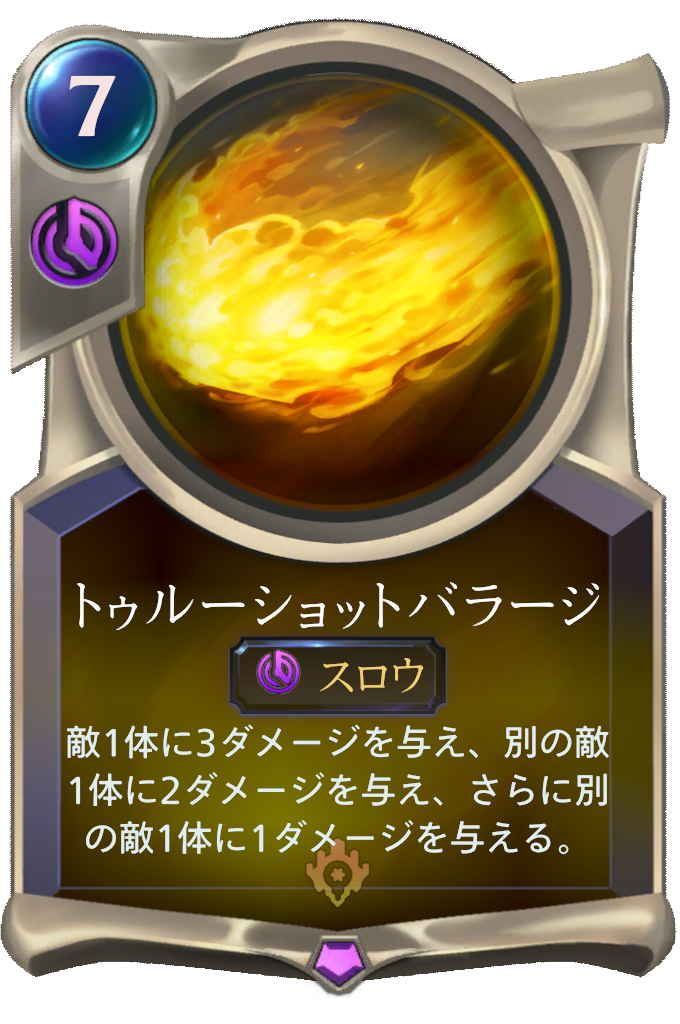 7
トゥルーショットバラージ
スロウ
敵1体に3ダメージを与え、別の敵
1体に2ダメージを与え、さらに別
の敵1体に1ダメージを与える。